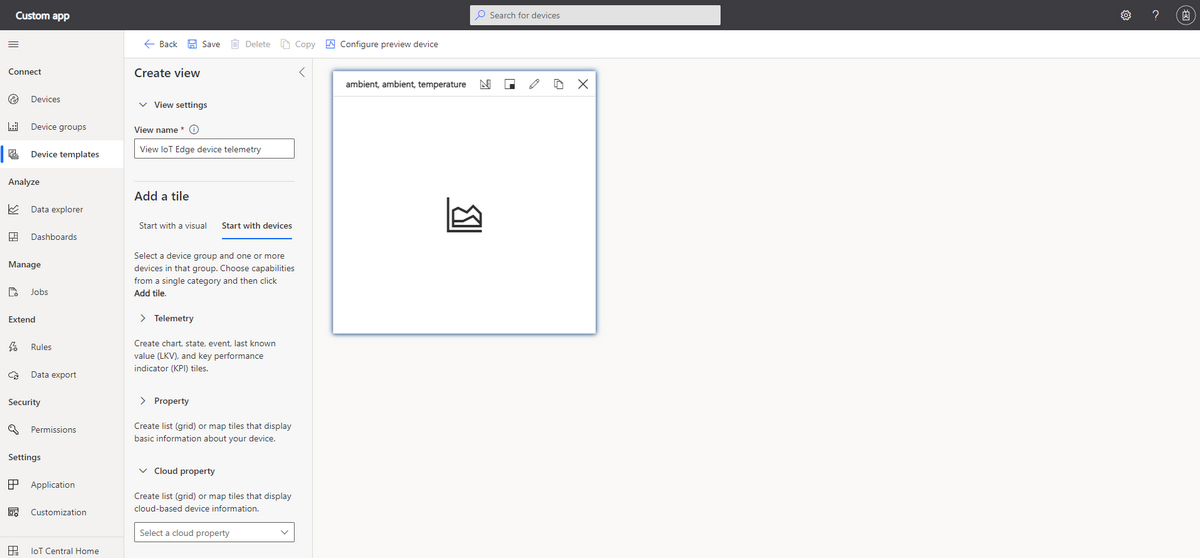 Custom app
Search for devices
?
Back Save Delete Copy Configure preview device
Connect
Devices
Device groups
Device templates
Analyze
Data explorer
Dashboards
Manage
Jobs
Extend
Rules
Data export
Security
Permissions
Settings
Application
Customization
IoT Central Home
Create view
View settings
View name *
View IoT Edge device telemetry
Add a tile
Start with a visual Start with devices
Select a device group and one or more
devices in that group. Choose capabilities
from a single category and then click
Add tile.
Telemetry
Create chart, state, event, last known
value (LKV), and key performance
indicator (KPI) tiles.
Property
Create list (grid) or map tiles that display
basic information about your device.
Cloud property
Create list (grid) or map tiles that display
cloud-based device information.
Select a cloud property
ambient, ambient, temperature